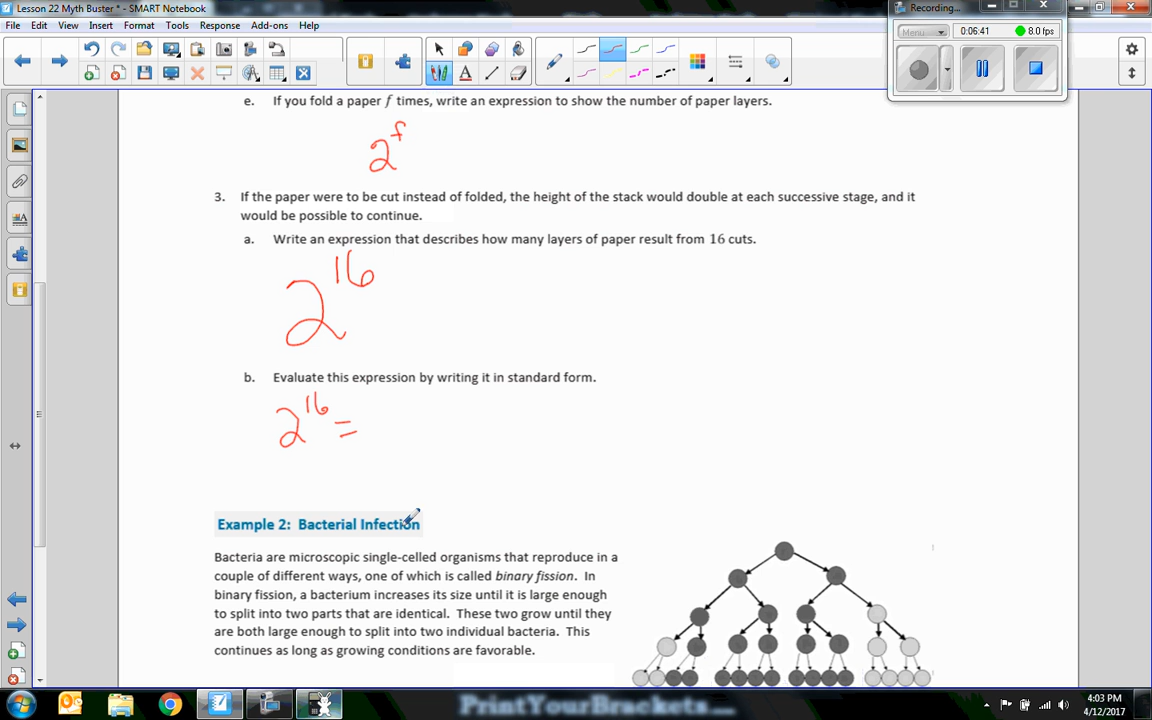 Lesson 22 Myth Buster * - SMART Notebook
Recording...
File Edit View Insert Format Tools Response Add-ons Help
Menu 0:06:41 8.0 fps
e. If you fold a paper f times, write an expression to show the number of paper layers.
2^f
3. If the paper were to be cut instead of folded, the height of the stack would double at each successive stage, and it
would be possible to continue.
a. Write an expression that describes how many layers of paper result from 16 cuts.
2^16
b. Evaluate this expression by writing it in standard form.
2^16 =
Example 2: Bacterial Infection
Bacteria are microscopic single-celled organisms that reproduce in a
couple of different ways, one of which is called binary fission. In
binary fission, a bacterium increases its size until it is large enough
to split into two parts that are identical. These two grow until they
are both large enough to split into two individual bacteria. This
continues as long as growing conditions are favorable.
PrintYourBrackets.com
4:03 PM
4/12/2017